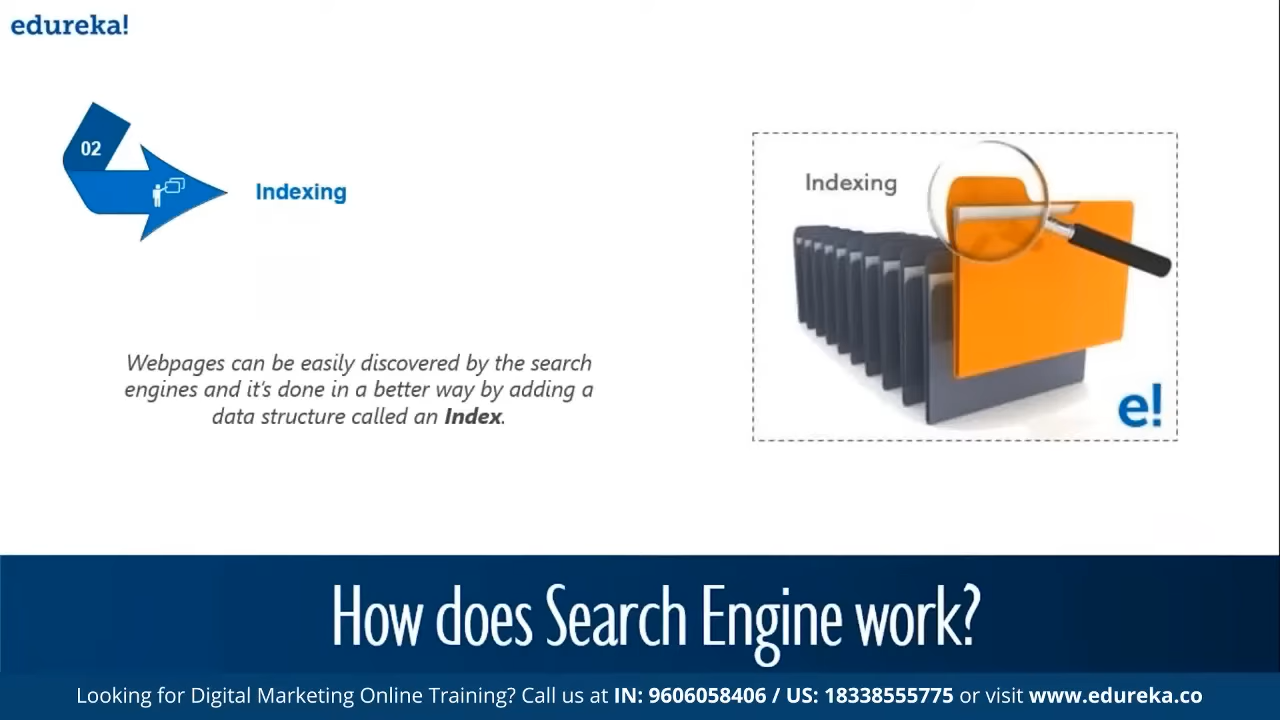 edureka!
02
Indexing
Webpages can be easily discovered by the search
engines and it's done in a better way by adding a
data structure called an Index.
Indexing
e!
How does Search Engine work?
Looking for Digital Marketing Online Training? Call us at IN: 9606058406 / US: 18338555775 or visit www.edureka.co